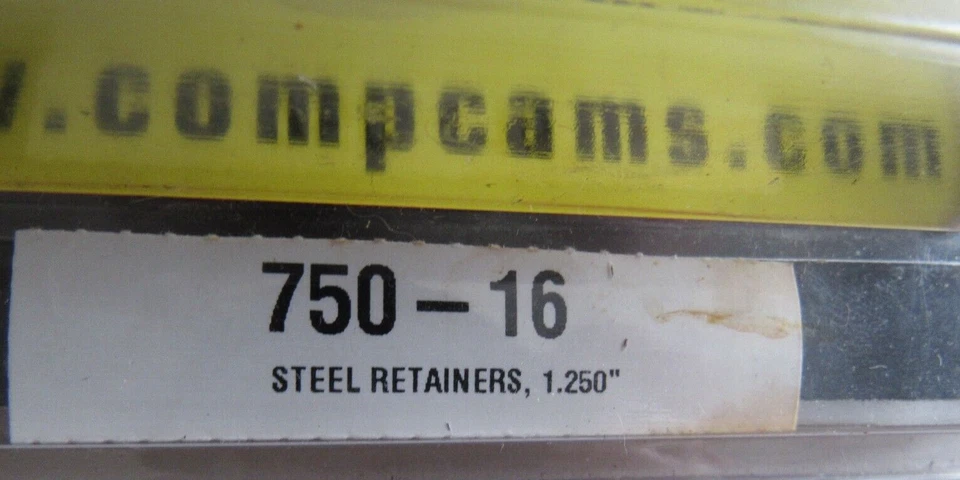 .compcams.com
750-16
STEEL RETAINERS, 1.250"